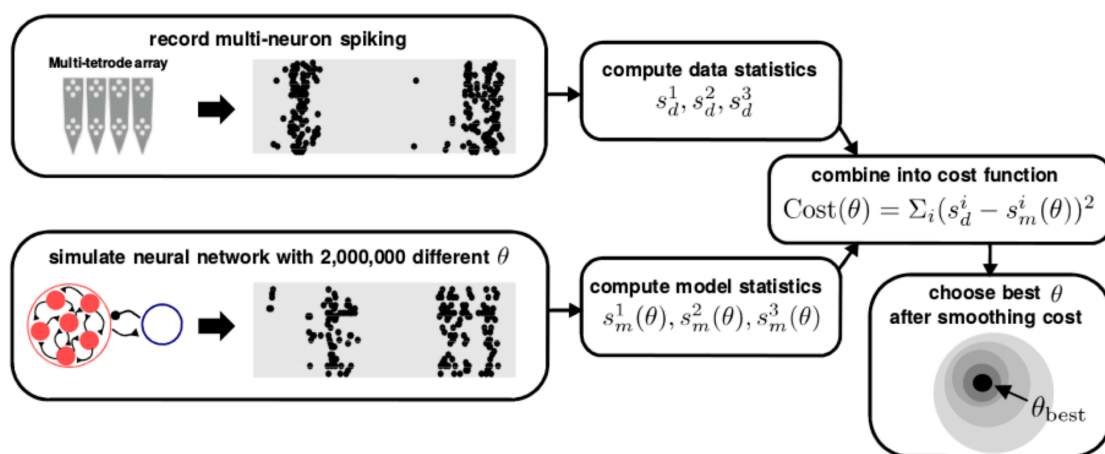 record multi-neuron spiking
Multi-tetrode array
compute data statistics
$s_d^1, s_d^2, s_d^3$
combine into cost function
$\mathrm{Cost}(\theta) = \Sigma_i (s_d^i - s_m^i(\theta))^2$
simulate neural network with 2,000,000 different $\theta$
compute model statistics
$s_m^1(\theta), s_m^2(\theta), s_m^3(\theta)$
choose best $\theta$
after smoothing cost
$\theta_{\mathrm{best}}$